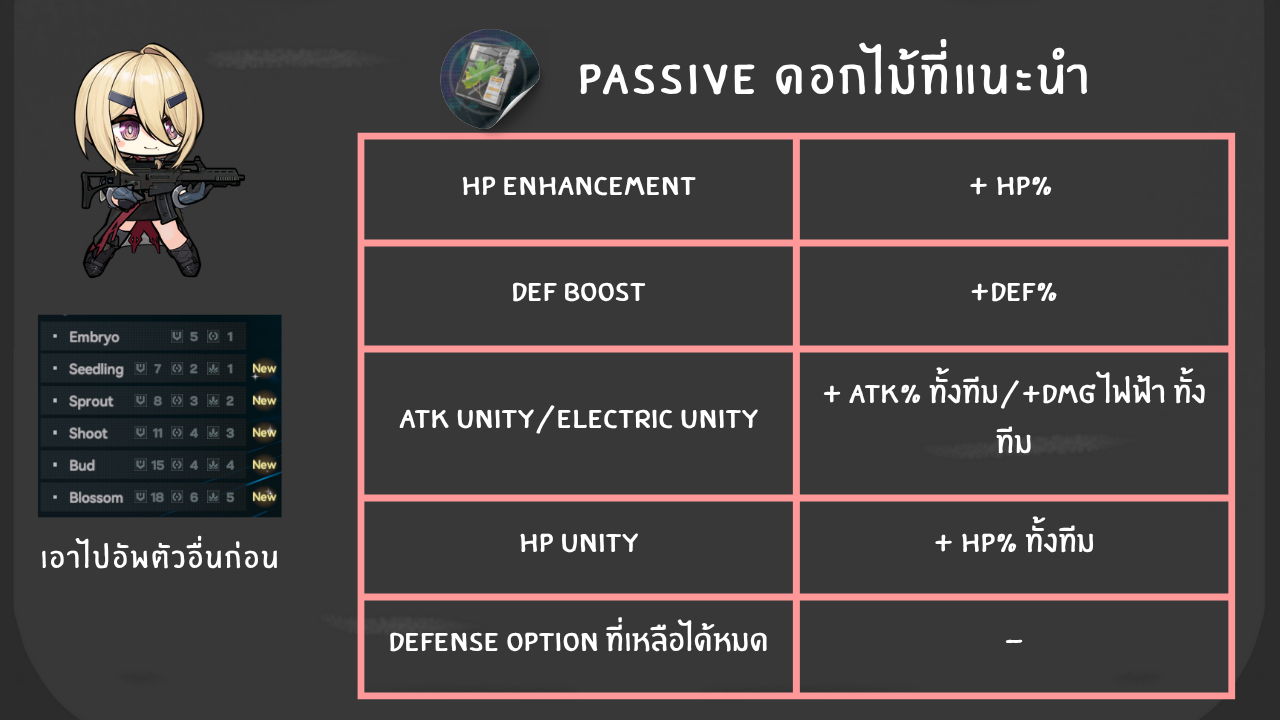 PASSIVE ดอกไม้ที่แนะนำ
HP ENHANCEMENT
+ HP%
DEF BOOST
+DEF%
ATK UNITY/ELECTRIC UNITY
+ ATK% ทั้งทีม/+DMG ไฟฟ้า ทั้ง
ทีม
HP UNITY
+ HP% ทั้งทีม
DEFENSE OPTION ที่เหลือได้หมด
-
Embryo 5 1
Seedling 7 2 1 New
Sprout 8 3 2 New
Shoot 11 4 3 New
Bud 15 4 4 New
Blossom 18 6 5 New
เอาไปอัพตัวอื่นก่อน